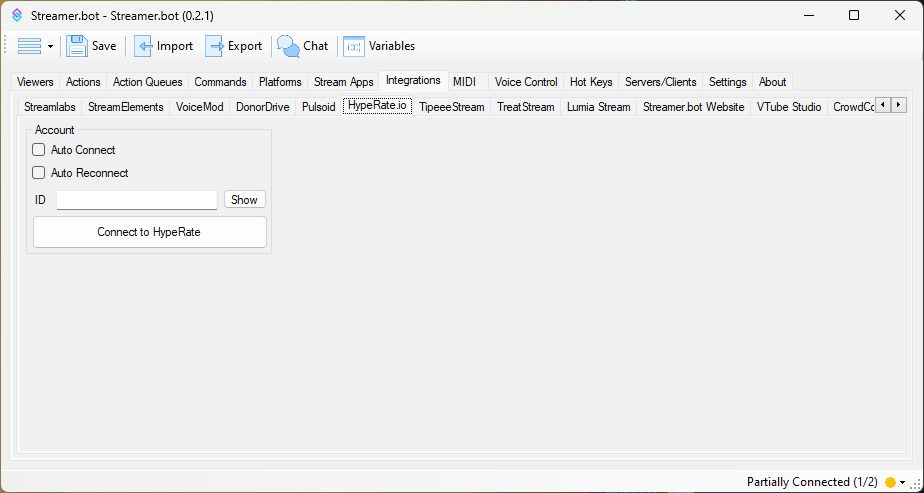 Streamer.bot - Streamer.bot (0.2.1)
Save Import Export Chat (x) Variables
Viewers Actions Action Queues Commands Platforms Stream Apps Integrations MIDI Voice Control Hot Keys Servers/Clients Settings About
Streamlabs StreamElements VoiceMod DonorDrive Pulsoid HypeRate.io TipeeeStream TreatStream Lumia Stream Streamer.bot Website VTube Studio CrowdCo
Account
Auto Connect
Auto Reconnect
ID Show
Connect to HypeRate
Partially Connected (1/2)